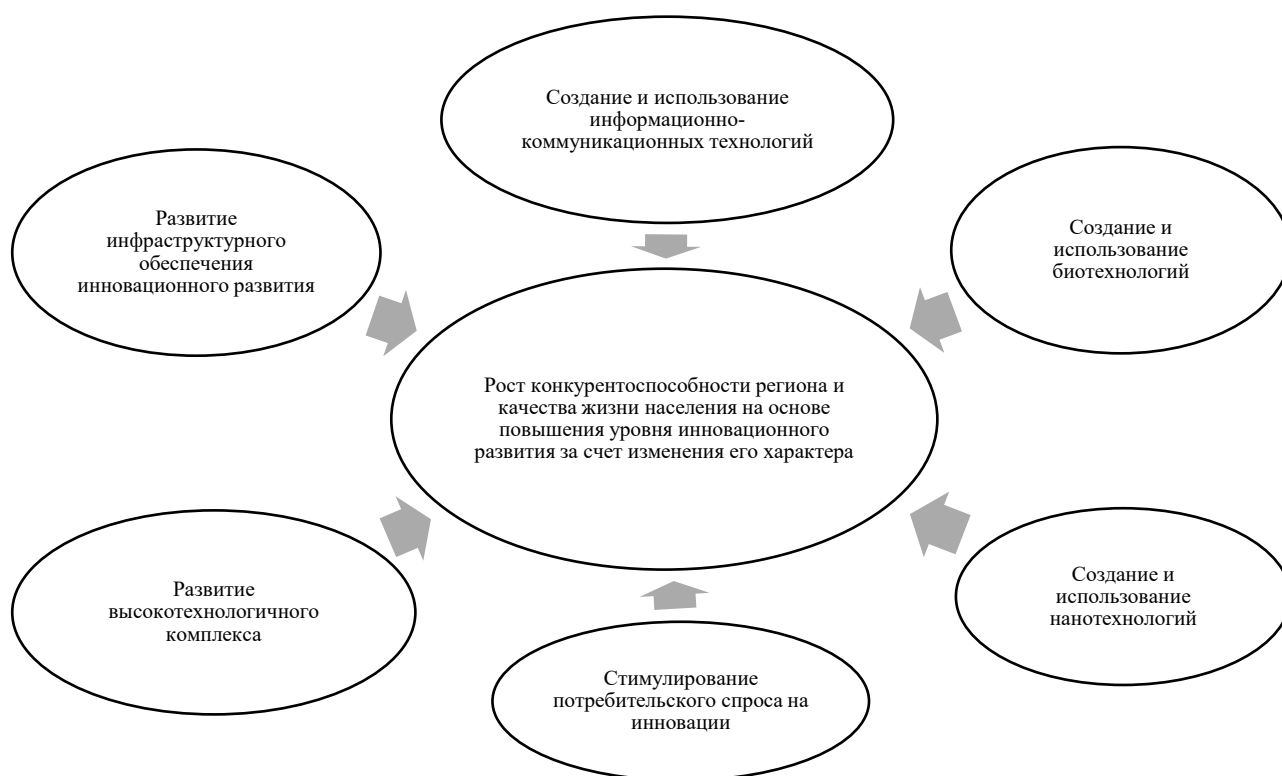 Создание и использование
информационно-
коммуникационных технологий
Развитие
инфраструктурного
обеспечения
инновационного развития
Создание и
использование
биотехнологий
Рост конкурентоспособности региона и
качества жизни населения на основе
повышения уровня инновационного
развития за счет изменения его характера
Развитие
высокотехнологичного
комплекса
Создание и
использование
нанотехнологий
Стимулирование
потребительского спроса на
инновации